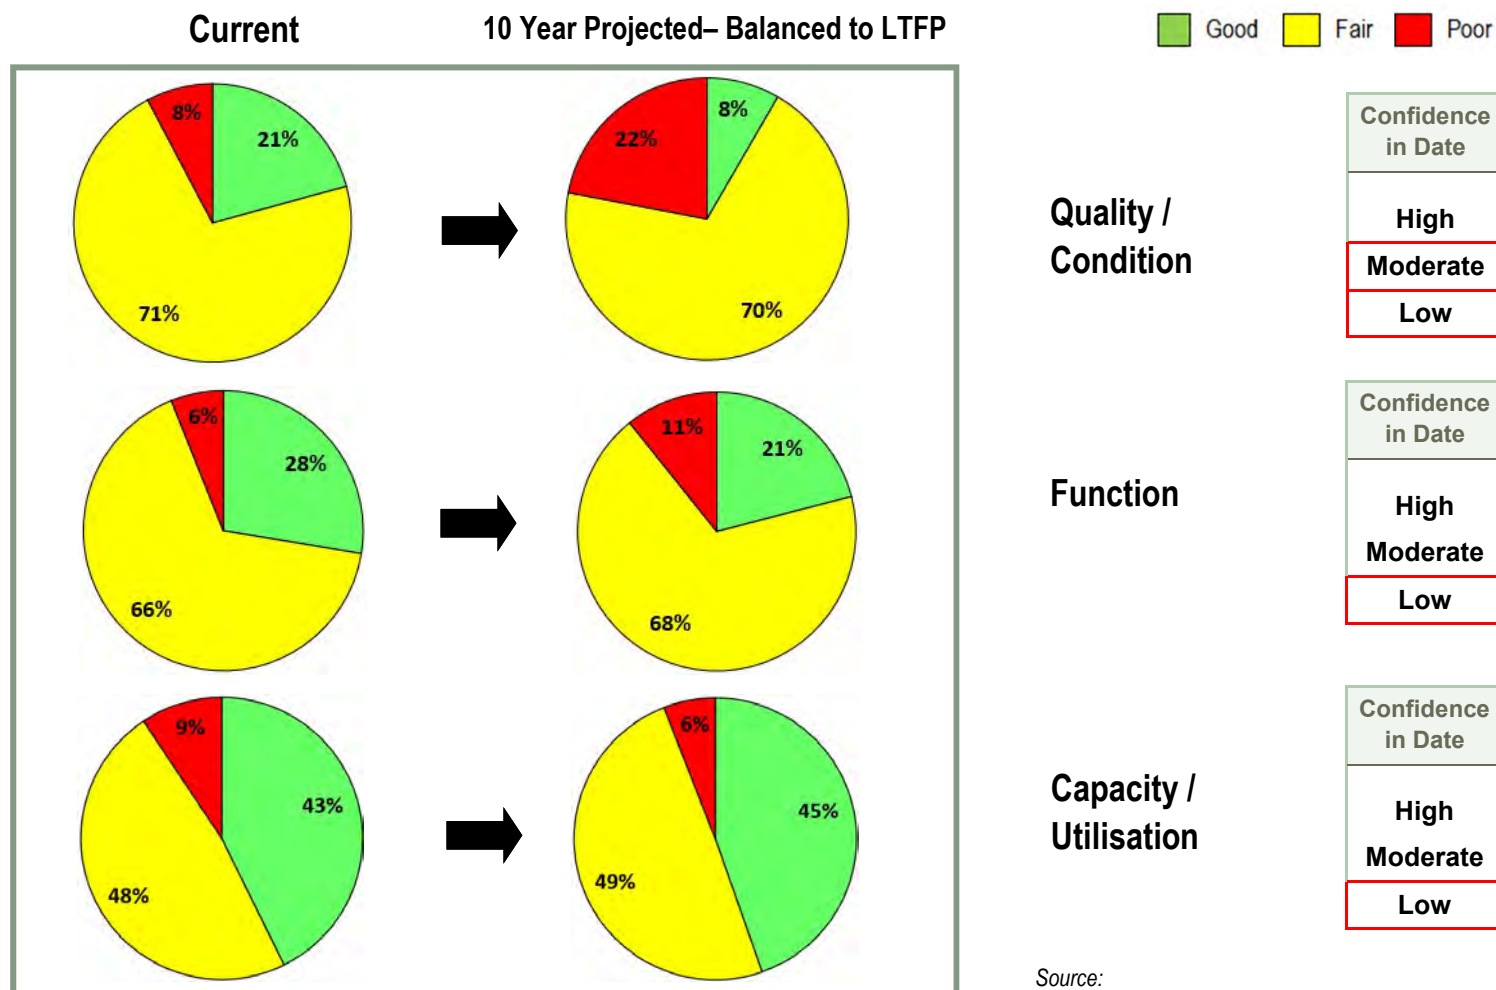 Current
10 Year Projected– Balanced to LTFP
Good Fair Poor
8%
21%
71%
8%
22%
70%
Quality /
Condition
Confidence
in Date
High
Moderate
Low
6%
28%
66%
11%
21%
68%
Function
Confidence
in Date
High
Moderate
Low
9%
43%
48%
6%
45%
49%
Capacity /
Utilisation
Confidence
in Date
High
Moderate
Low
Source: